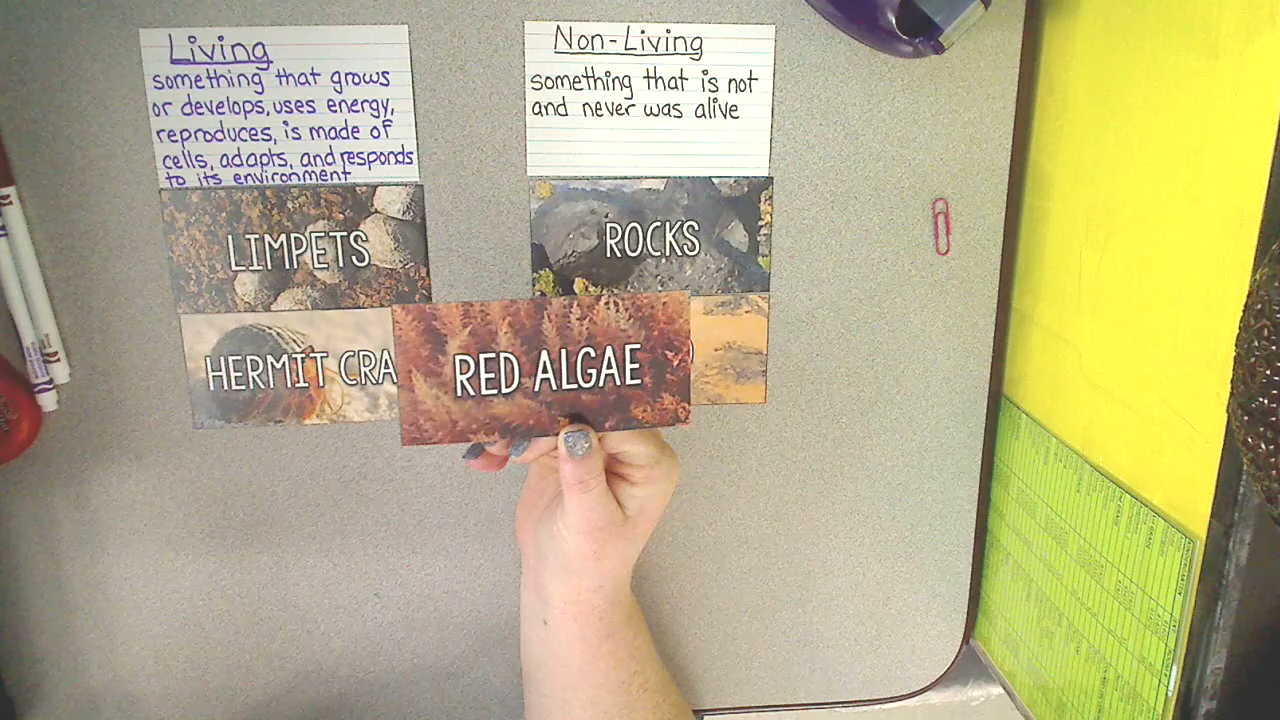 Living
something that grows
or develops, uses energy,
reproduces, is made of
cells, adapts, and responds
to its environment
Non-Living
something that is not
and never was alive
LIMPETS
ROCKS
HERMIT CRA
RED ALGAE